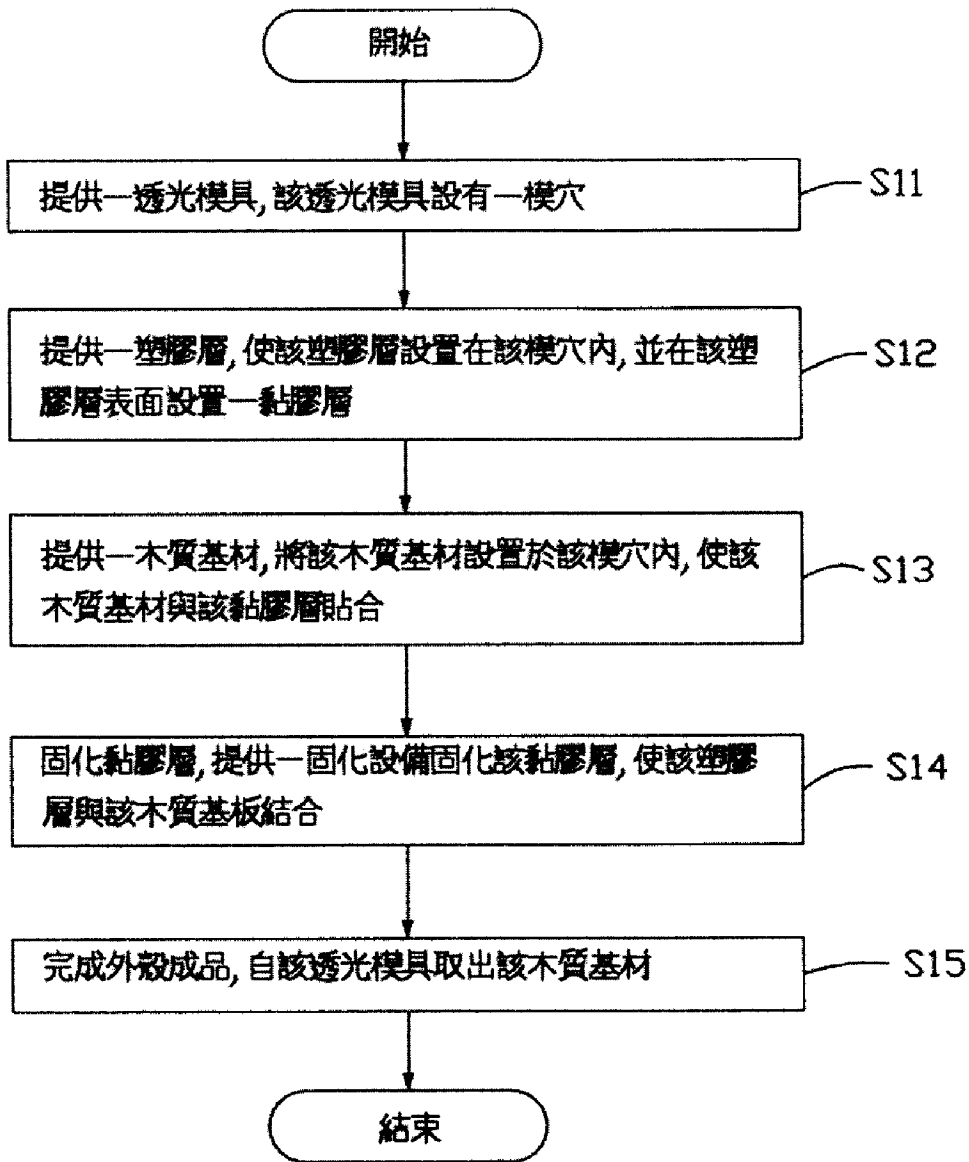 開始
提供一透光模具, 該透光模具設有一模穴
S11
提供一塑膠層, 使該塑膠層設置在該模穴內, 並在該塑
膠層表面設置一黏膠層
S12
提供一木質基材, 將該木質基材設置於該模穴內, 使該
木質基材與該黏膠層貼合
S13
固化黏膠層, 提供一固化設備固化該黏膠層, 使該塑膠
層與該木質基板結合
S14
完成外殼成品, 自該透光模具取出該木質基材
S15
結束